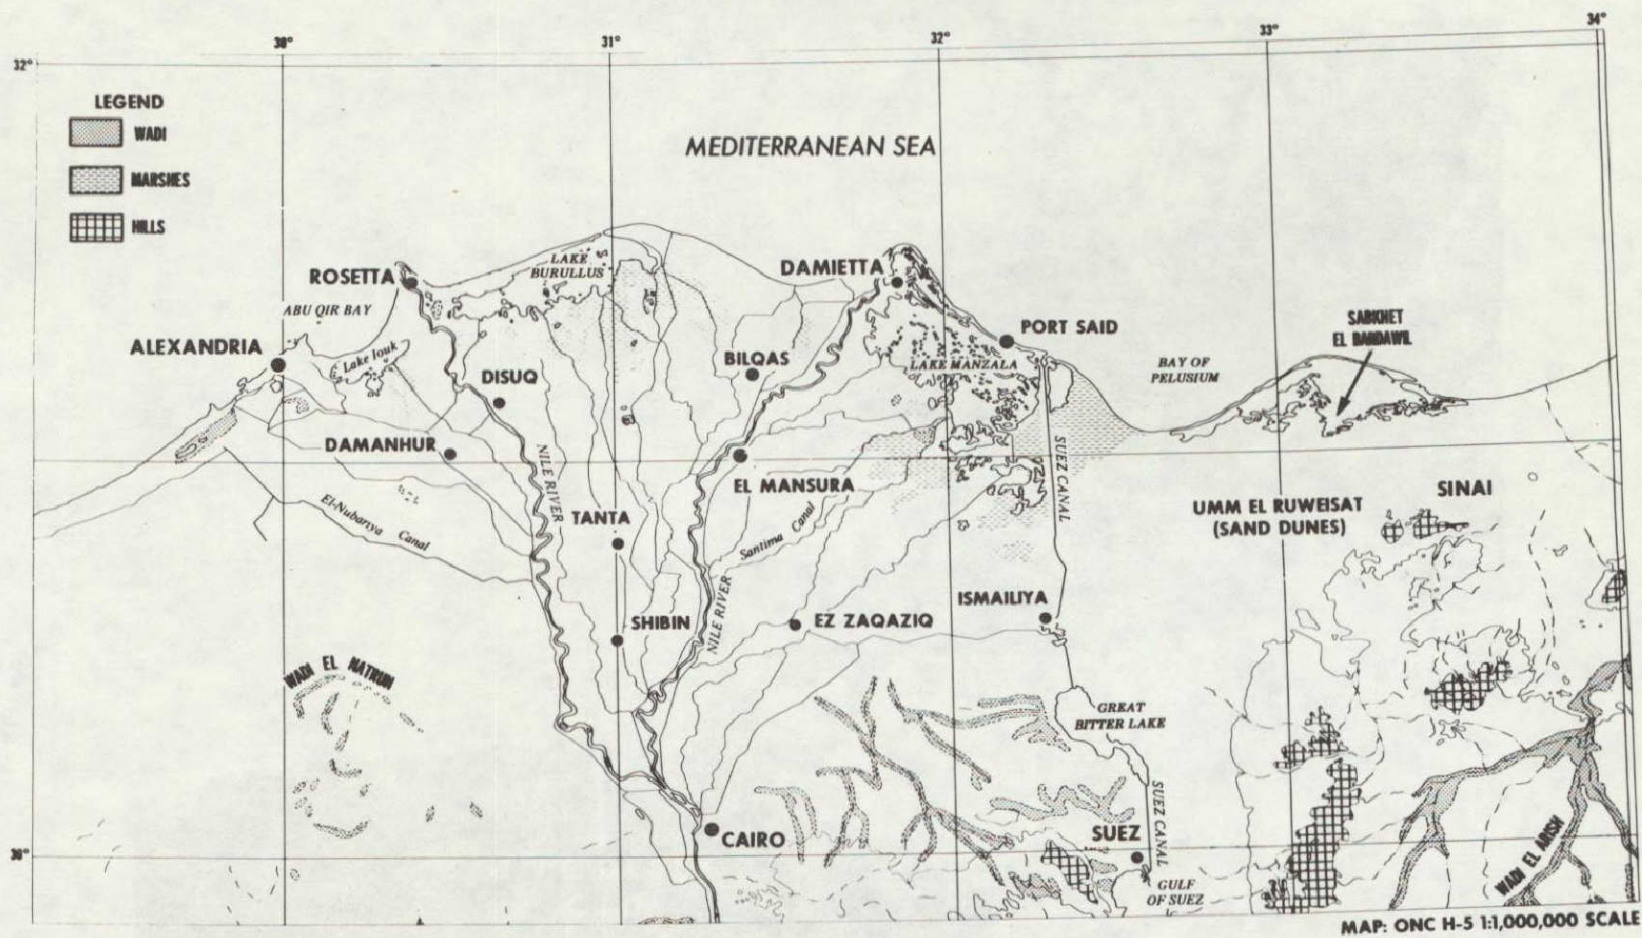 30°
31°
32°
33°
34°
32°
LEGEND
WADI
MARSHES
HILLS
MEDITERRANEAN SEA
ROSETTA
LAKE
BURULLUS
DAMIETTA
ABU QIR BAY
ALEXANDRIA
Lake Iouk
DISUQ
BILQAS
PORT SAID
LAKE MANZALA
BAY OF
PELUSIUM
SABKHET
EL BARDAWIL
DAMANHUR
NILE RIVER
EL MANSURA
SUEZ CANAL
UMM EL RUWEISAT
(SAND DUNES)
SINAI
El-Nubariya Canal
TANTA
Sanlima Canal
SHIBIN
NILE RIVER
EZ ZAQAZIQ
ISMAILIYA
WADI EL NATRUN
GREAT
BITTER LAKE
CAIRO
SUEZ
SUEZ CANAL
WADI EL ARISH
30°
GULF
OF SUEZ
MAP: ONC H-5 1:1,000,000 SCALE